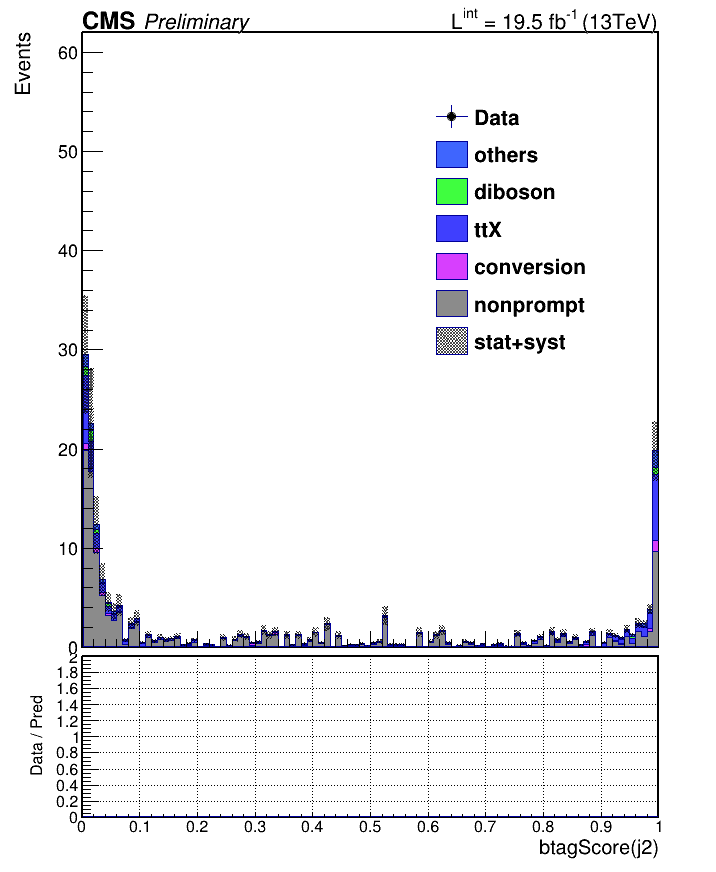 CMS Preliminary L^int = 19.5 fb^-1 (13TeV)
Events
60
50
40
30
20
10
0
Data
others
diboson
ttX
conversion
nonprompt
stat+syst
Data / Pred
2
1.8
1.6
1.4
1.2
1
0.8
0.6
0.4
0.2
0
0 0.1 0.2 0.3 0.4 0.5 0.6 0.7 0.8 0.9 1
btagScore(j2)